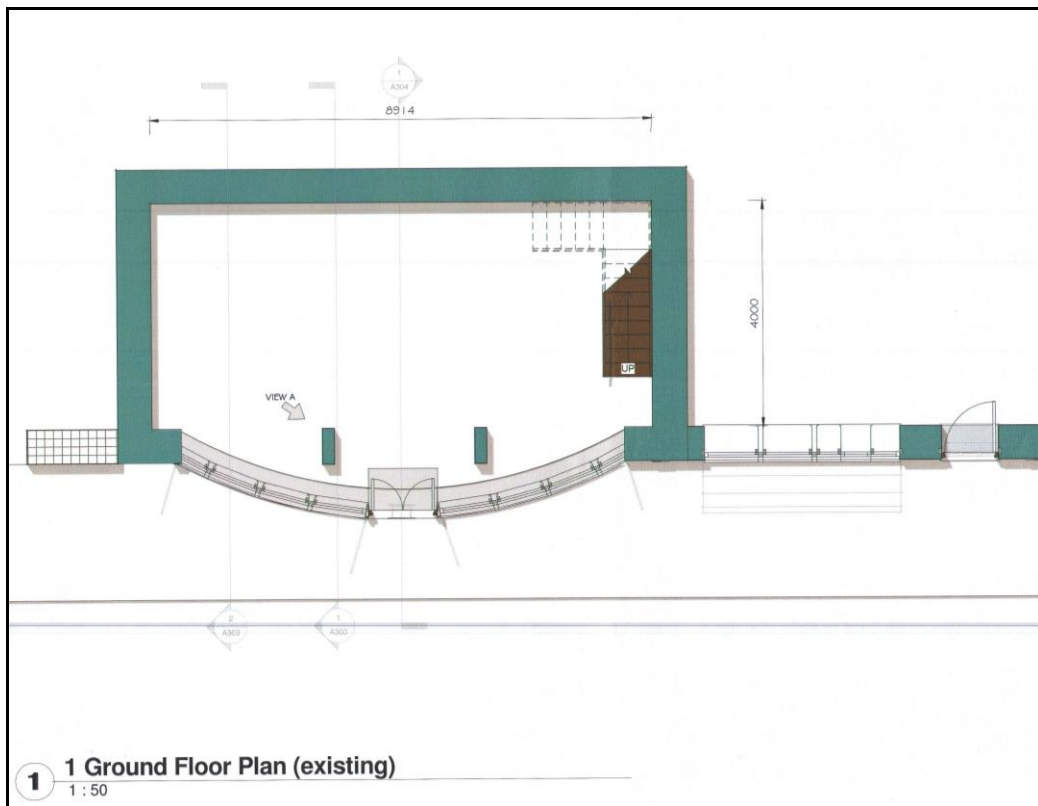 1
A304
8914
4000
UP
VIEW A
2
A303
1
A303
1
1 Ground Floor Plan (existing)
1 : 50